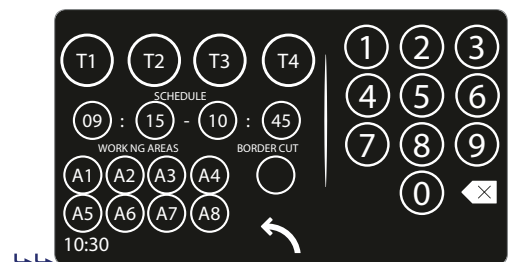 T1 T2 T3 T4
SCHEDULE
09 : 15 - 10 : 45
WORK NG AREAS BORDER CUT
A1 A2 A3 A4
A5 A6 A7 A8
10:30
1 2 3
4 5 6
7 8 9
0